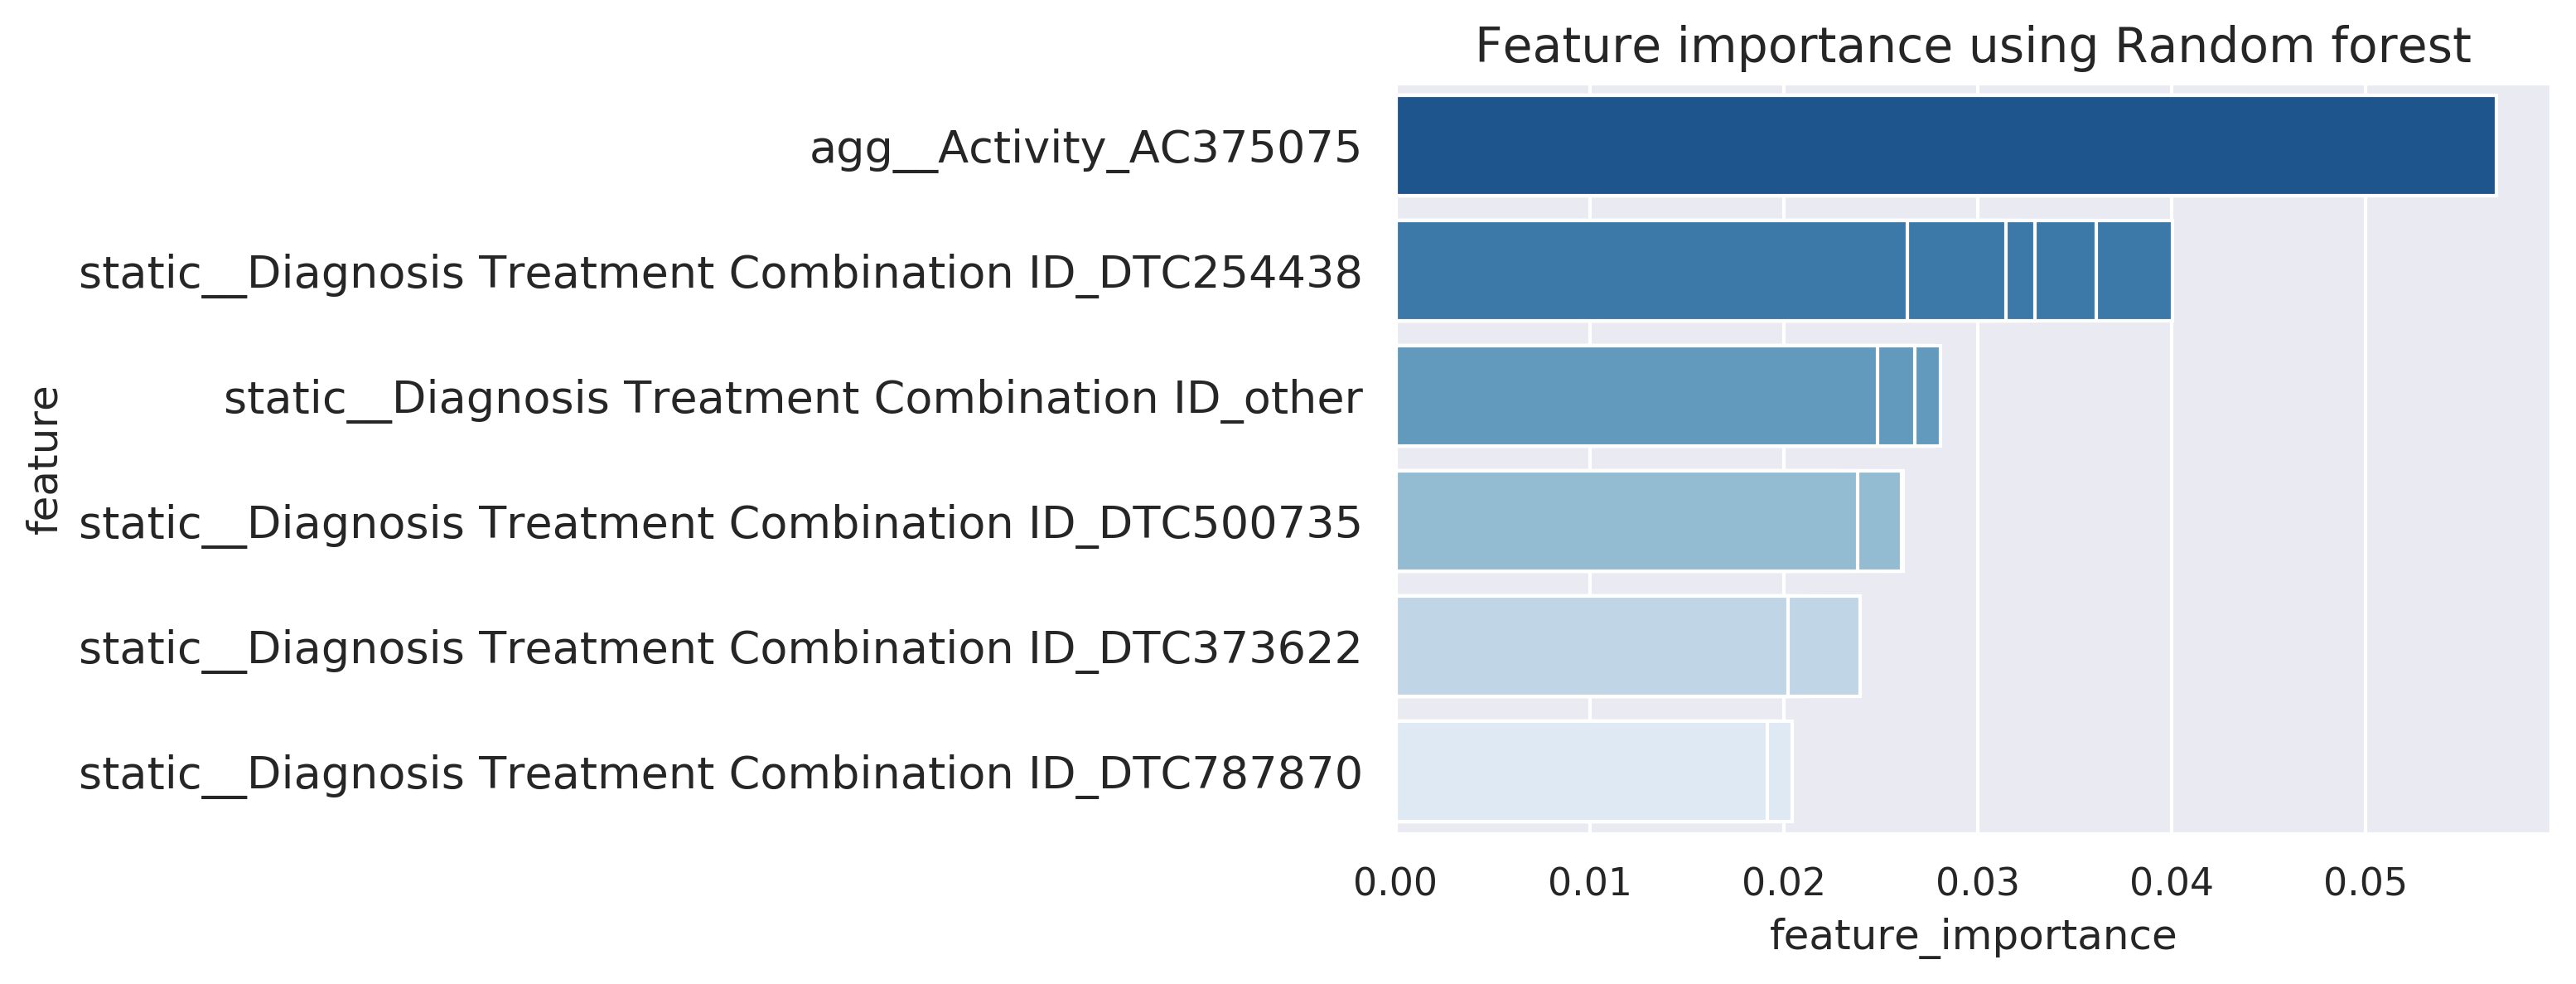 Feature importance using Random forest
agg__Activity_AC375075
static__Diagnosis Treatment Combination ID_DTC254438
static__Diagnosis Treatment Combination ID_other
static__Diagnosis Treatment Combination ID_DTC500735
static__Diagnosis Treatment Combination ID_DTC373622
static__Diagnosis Treatment Combination ID_DTC787870
feature
0.00 0.01 0.02 0.03 0.04 0.05
feature_importance